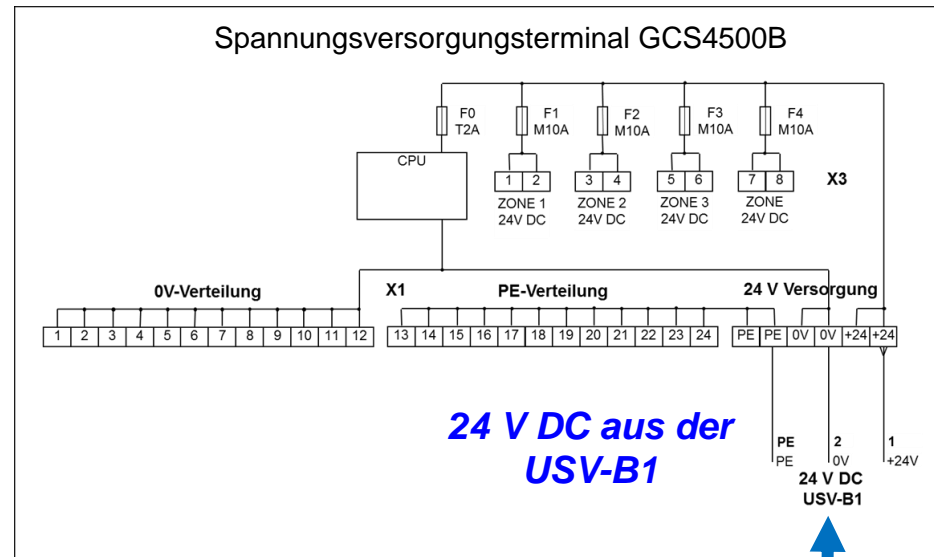 Spannungsversorgungsterminal GCS4500B
F0 F1 F2 F3 F4
T2A M10A M10A M10A M10A
CPU
1 2 3 4 5 6 7 8 X3
ZONE 1 ZONE 2 ZONE 3 ZONE
24V DC 24V DC 24V DC 24V DC
0V-Verteilung X1 PE-Verteilung 24 V Versorgung
1 2 3 4 5 6 7 8 9 10 11 12 13 14 15 16 17 18 19 20 21 22 23 24 PE PE 0V 0V +24 +24
24 V DC aus der
USV-B1
PE 2 1
PE 0V +24V
24 V DC
USV-B1